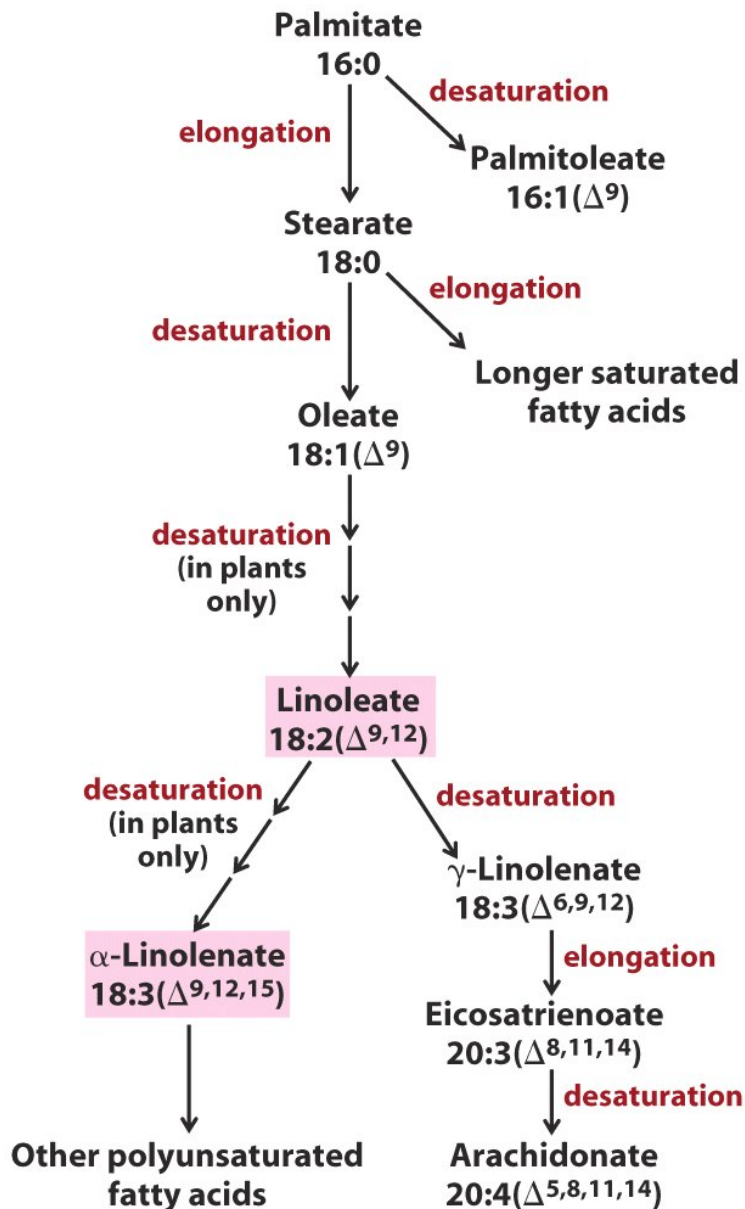 Palmitate
16:0
desaturation
elongation
Palmitoleate
16:1(Δ⁹)
Stearate
18:0
elongation
desaturation
Longer saturated
fatty acids
Oleate
18:1(Δ⁹)
desaturation
(in plants
only)
Linoleate
18:2(Δ⁹,¹²)
desaturation
(in plants
only)
desaturation
γ-Linolenate
18:3(Δ⁶,⁹,¹²)
α-Linolenate
18:3(Δ⁹,¹²,¹⁵)
elongation
Eicosatrienoate
20:3(Δ⁸,¹¹,¹⁴)
desaturation
Other polyunsaturated
fatty acids
Arachidonate
20:4(Δ⁵,⁸,¹¹,¹⁴)